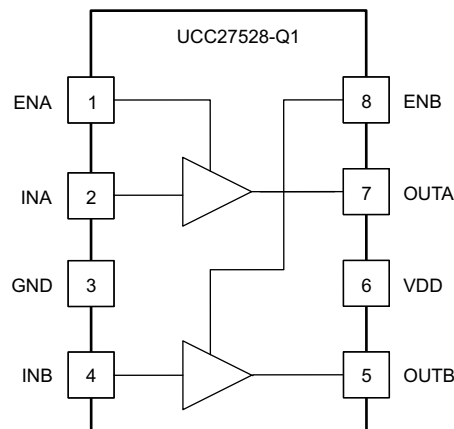 UCC27528-Q1
ENA 1 8 ENB
INA 2 7 OUTA
GND 3 6 VDD
INB 4 5 OUTB